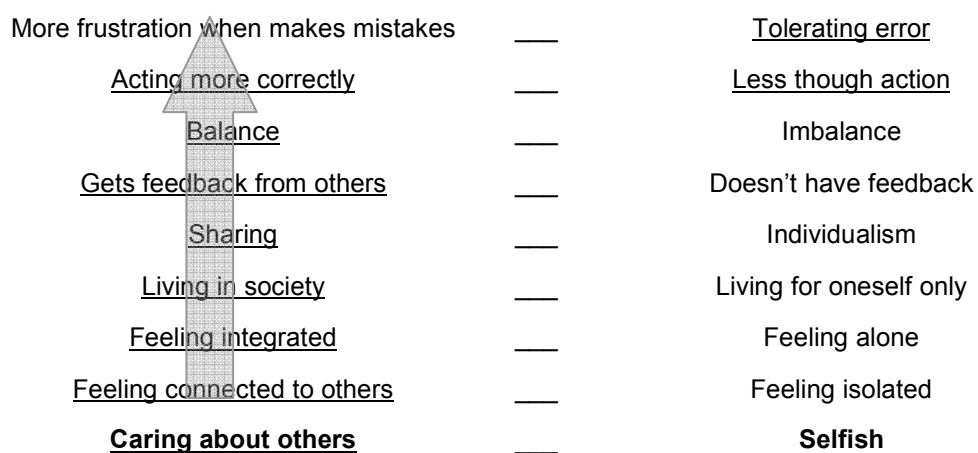 More frustration when makes mistakes ___ Tolerating error
Acting more correctly ___ Less though action
Balance ___ Imbalance
Gets feedback from others ___ Doesn't have feedback
Sharing ___ Individualism
Living in society ___ Living for oneself only
Feeling integrated ___ Feeling alone
Feeling connected to others ___ Feeling isolated
Caring about others ___ Selfish